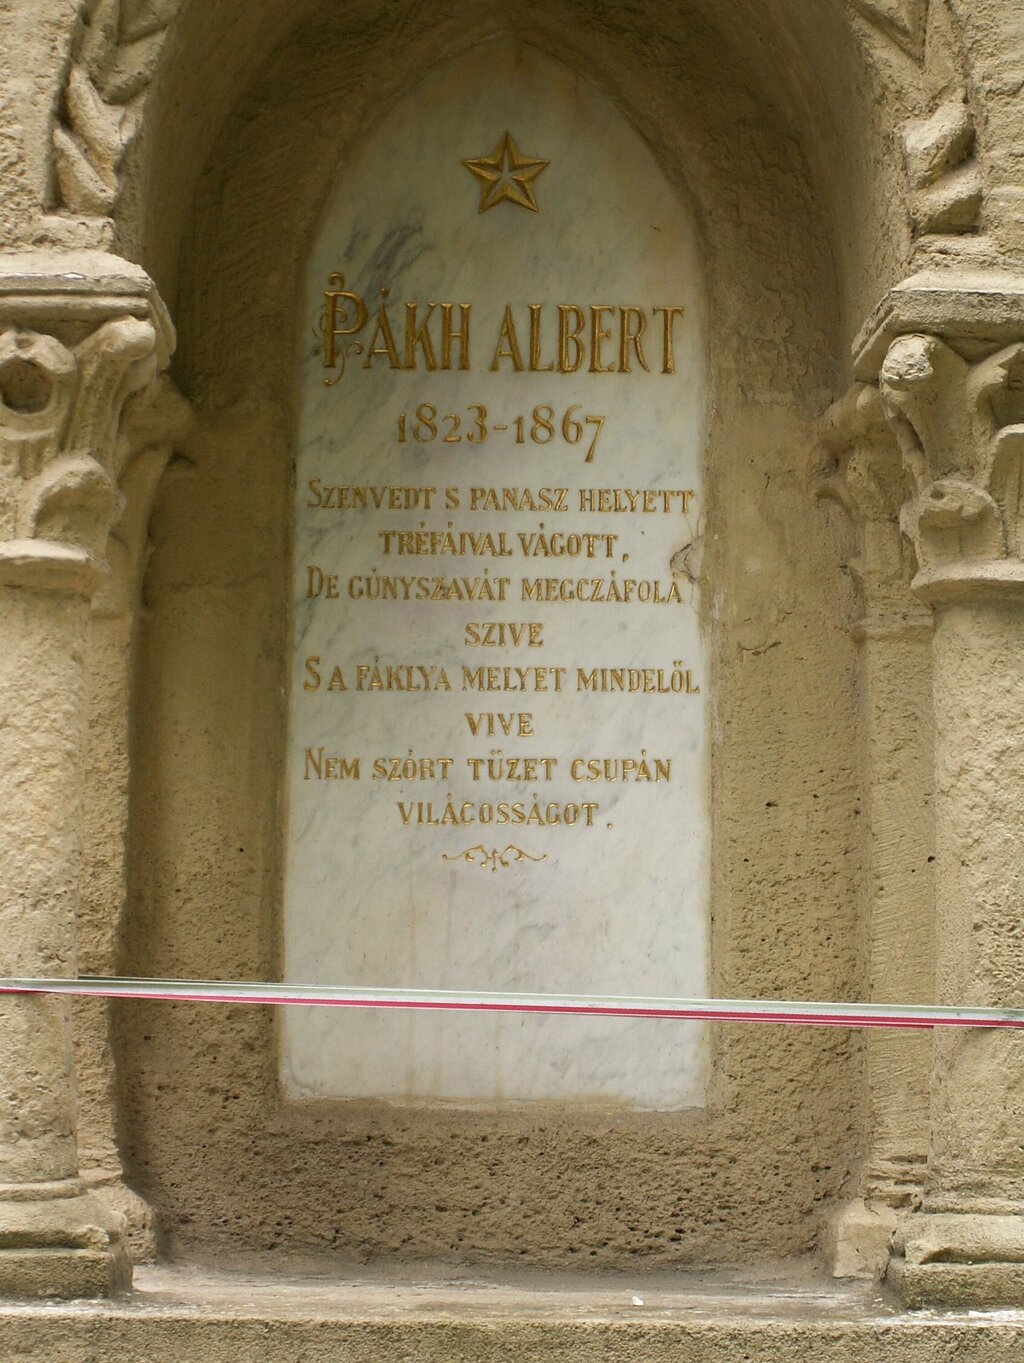 PÁKH ALBERT
1823-1867
SZENVEDT S PANASZ HELYETT
TRÉFÁIVAL VÁGOTT,
DE GÚNYSZAVÁT MEGCZÁFOLÁ
SZIVE
S A FÁKLYA MELYET MINDELŐL
VIVE
NEM SZÓRT TÜZET CSUPÁN
VILÁGOSSÁGOT.